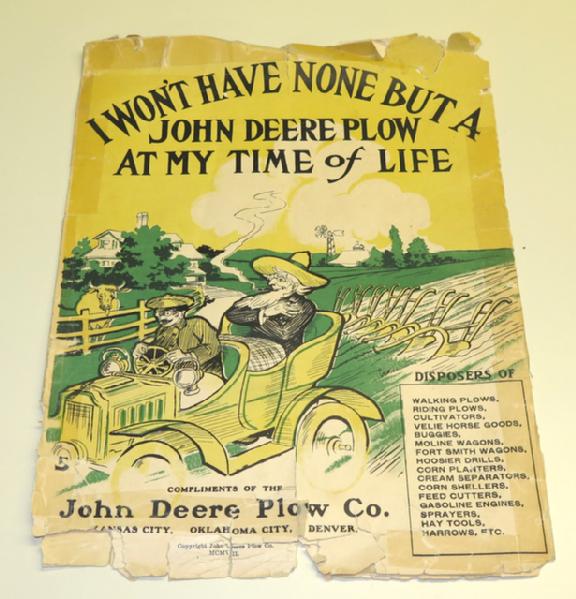 I WON'T HAVE NONE BUT A
JOHN DEERE PLOW
AT MY TIME of LIFE
DISPOSERS OF
WALKING PLOWS,
RIDING PLOWS,
CULTIVATORS,
VELIE HORSE GOODS,
BUGGIES,
MOLINE WAGONS,
FORT SMITH WAGONS,
HOOSIER DRILLS,
CORN PLANTERS,
CREAM SEPARATORS,
CORN SHELLERS,
FEED CUTTERS,
GASOLINE ENGINES,
SPRAYERS,
HAY TOOLS,
HARROWS, ETC.
COMPLIMENTS OF THE
John Deere Plow Co.
KANSAS CITY, OKLAHOMA CITY, DENVER.
Copyright John Deere Plow Co.